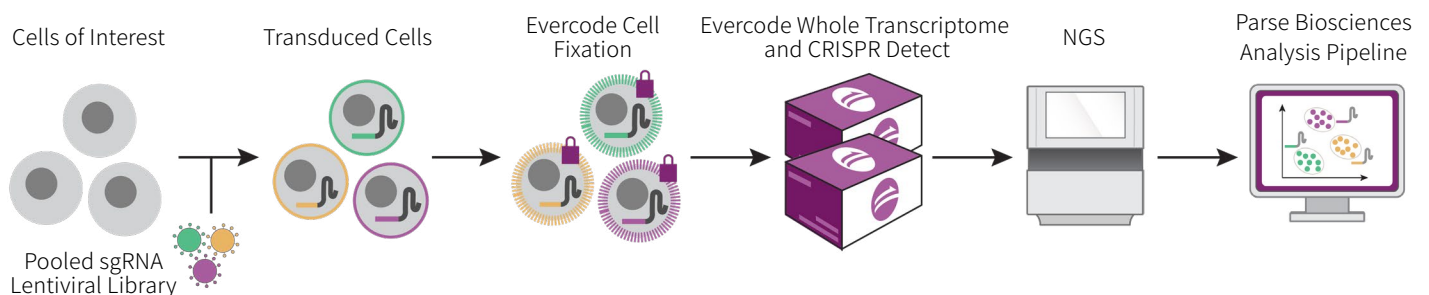 Cells of Interest
Transduced Cells
Evercode Cell
Fixation
Evercode Whole Transcriptome
and CRISPR Detect
NGS
Parse Biosciences
Analysis Pipeline
Pooled sgRNA
Lentiviral Library